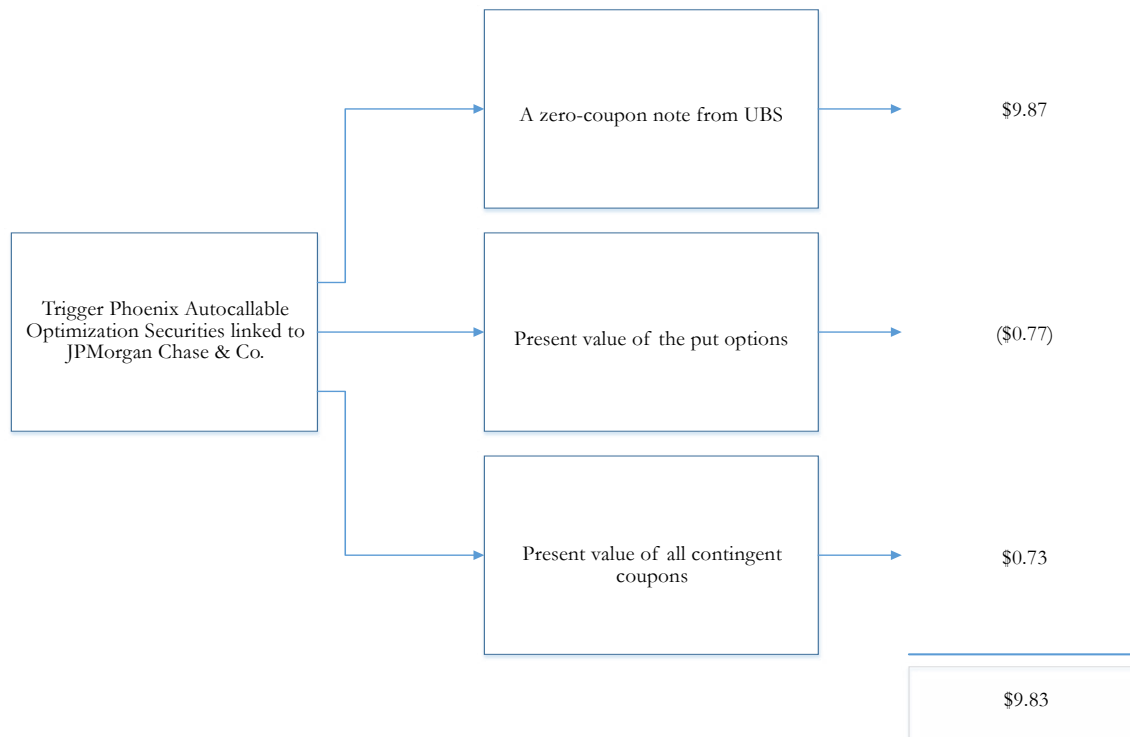 A zero-coupon note from UBS
$9.87
Trigger Phoenix Autocallable
Optimization Securities linked to
JPMorgan Chase & Co.
Present value of the put options
($0.77)
Present value of all contingent
coupons
$0.73
$9.83